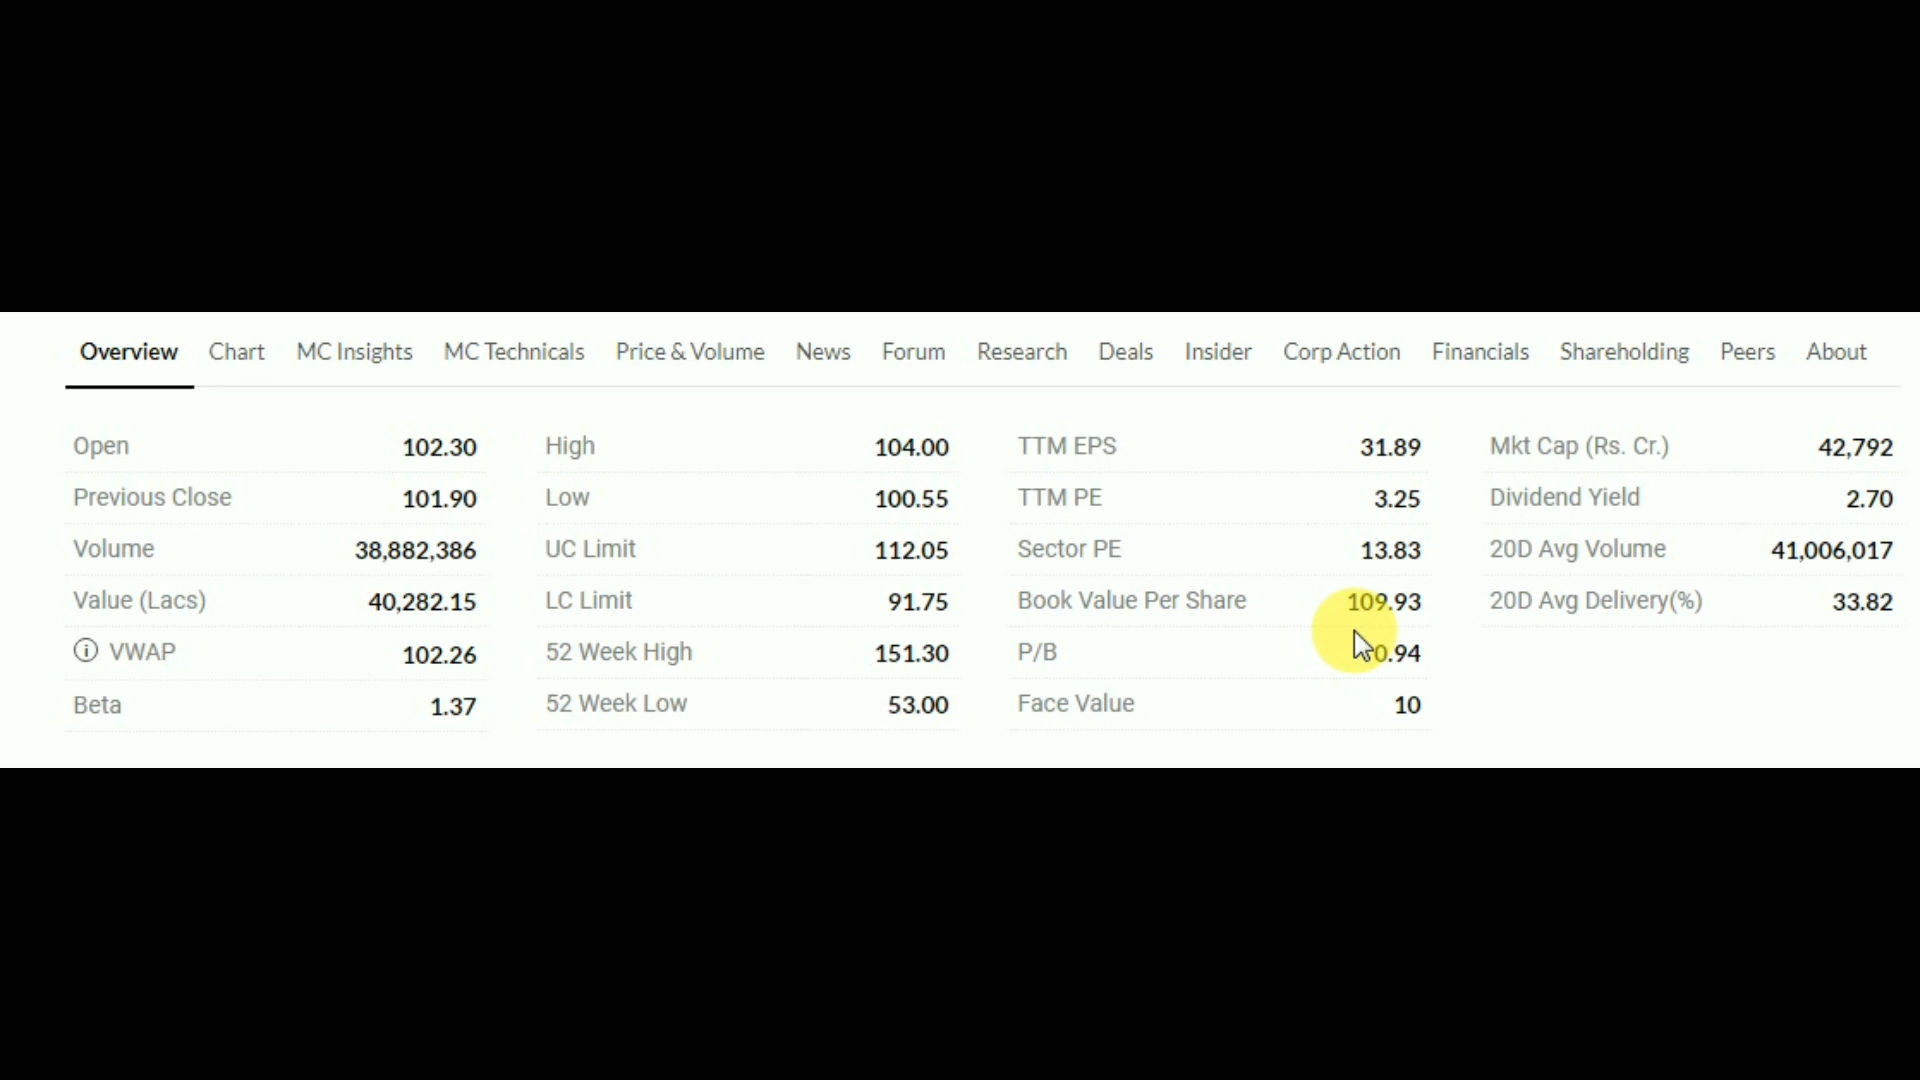 Overview Chart MC Insights MC Technicals Price & Volume News Forum Research Deals Insider Corp Action Financials Shareholding Peers About
Open 102.30
Previous Close 101.90
Volume 38,882,386
Value (Lacs) 40,282.15
VWAP 102.26
Beta 1.37
High 104.00
Low 100.55
UC Limit 112.05
LC Limit 91.75
52 Week High 151.30
52 Week Low 53.00
TTM EPS 31.89
TTM PE 3.25
Sector PE 13.83
Book Value Per Share 109.93
P/B 0.94
Face Value 10
Mkt Cap (Rs. Cr.) 42,792
Dividend Yield 2.70
20D Avg Volume 41,006,017
20D Avg Delivery(%) 33.82